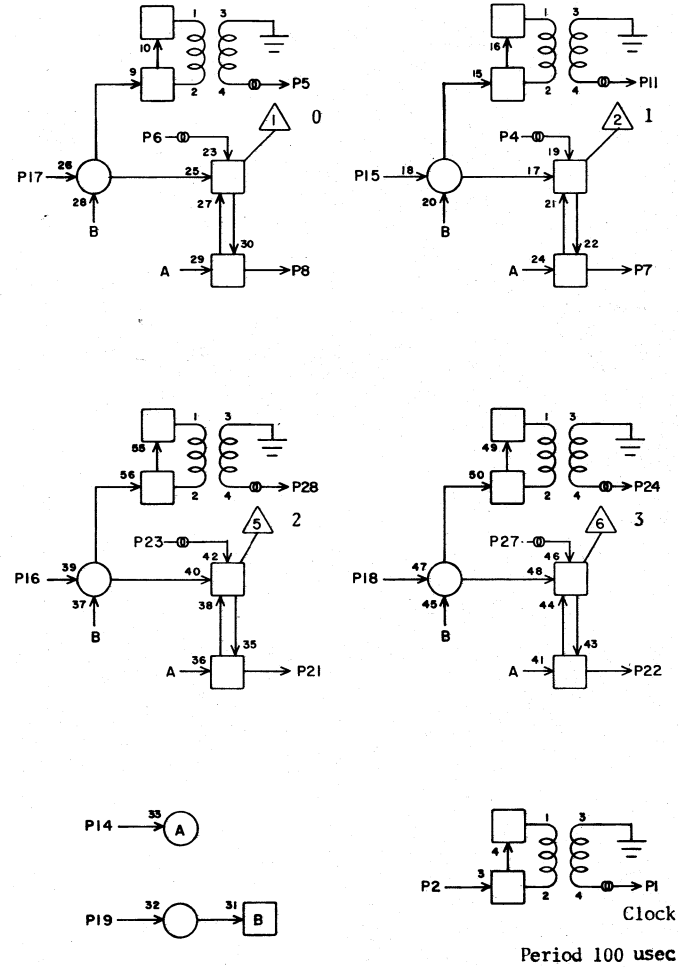 1 3
10
9
2 4 P5
1 0
P6
23
P17 26 25
28 27
B
30
A 29 P8
1 3
16
15
2 4 P11
2 1
P4
19
P15 18 17
20 21
B
22
A 24 P7
1 3
55
56
2 4 P28
5 2
P23
42
P16 39 40
37 38
B
35
A 36 P21
1 3
49
50
2 4 P24
6 3
P27
46
P18 47 48
45 44
B
43
A 41 P22
P14 33 A
P19 32 31 B
1 3
4
P2 3
2 4 P1
Clock
Period 100 usec